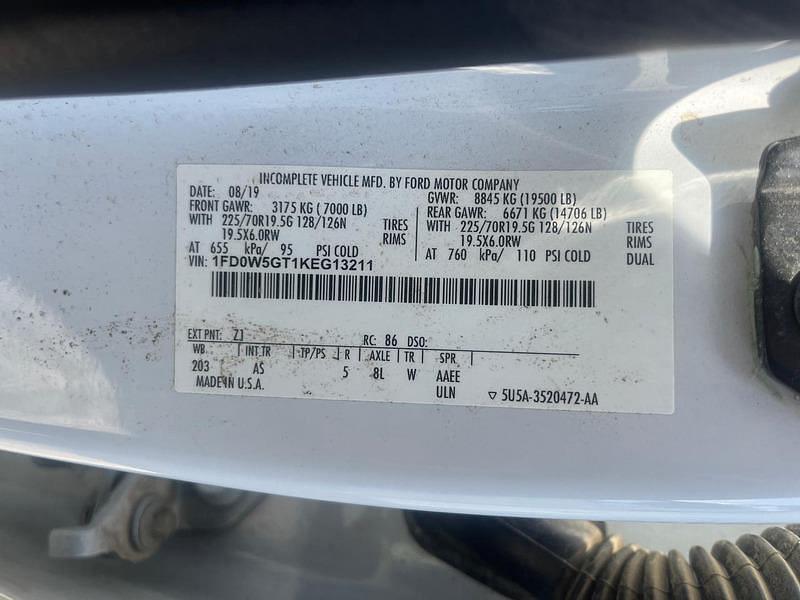 INCOMPLETE VEHICLE MFD. BY FORD MOTOR COMPANY
DATE: 08/19 GVWR: 8845 KG (19500 LB)
FRONT GAWR: 3175 KG ( 7000 LB) REAR GAWR: 6671 KG (14706 LB)
WITH 225/70R19.5G 128/126N TIRES WITH 225/70R19.5G 128/126N TIRES
19.5X6.0RW RIMS 19.5X6.0RW RIMS
AT 655 kPa/ 95 PSI COLD AT 760 kPa/ 110 PSI COLD DUAL
VIN: 1FD0W5GT1KEG13211
EXT PNT: Z1 RC: 86 DSO:
WB INT TR TP/PS R AXLE TR SPR
203 AS 5 8L W AAEE
MADE IN U.S.A. ULN ▽ 5U5A-3520472-AA